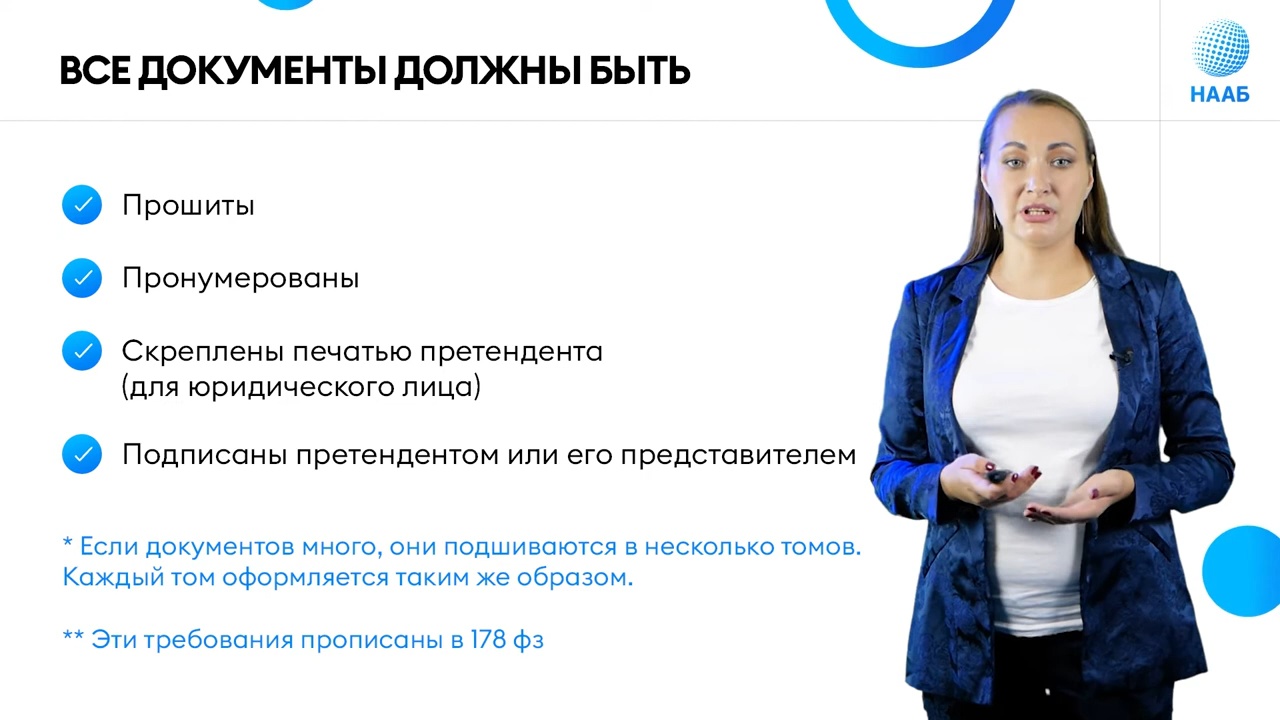 ВСЕ ДОКУМЕНТЫ ДОЛЖНЫ БЫТЬ
НААБ
Прошиты
Пронумерованы
Скреплены печатью претендента
(для юридического лица)
Подписаны претендентом или его представителем
* Если документов много, они подшиваются в несколько томов.
Каждый том оформляется таким же образом.
** Эти требования прописаны в 178 фз